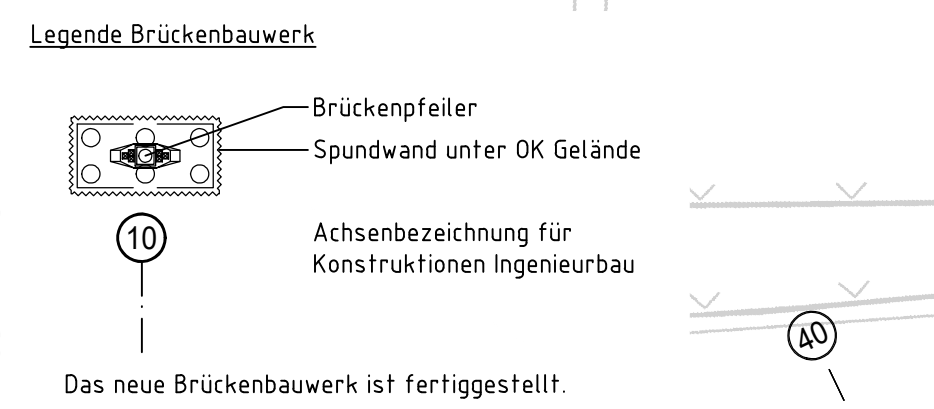 Legende Brückenbauwerk
Brückenpfeiler
Spundwand unter OK Gelände
10
Achsenbezeichnung für
Konstruktionen Ingenieurbau
40
Das neue Brückenbauwerk ist fertiggestellt.